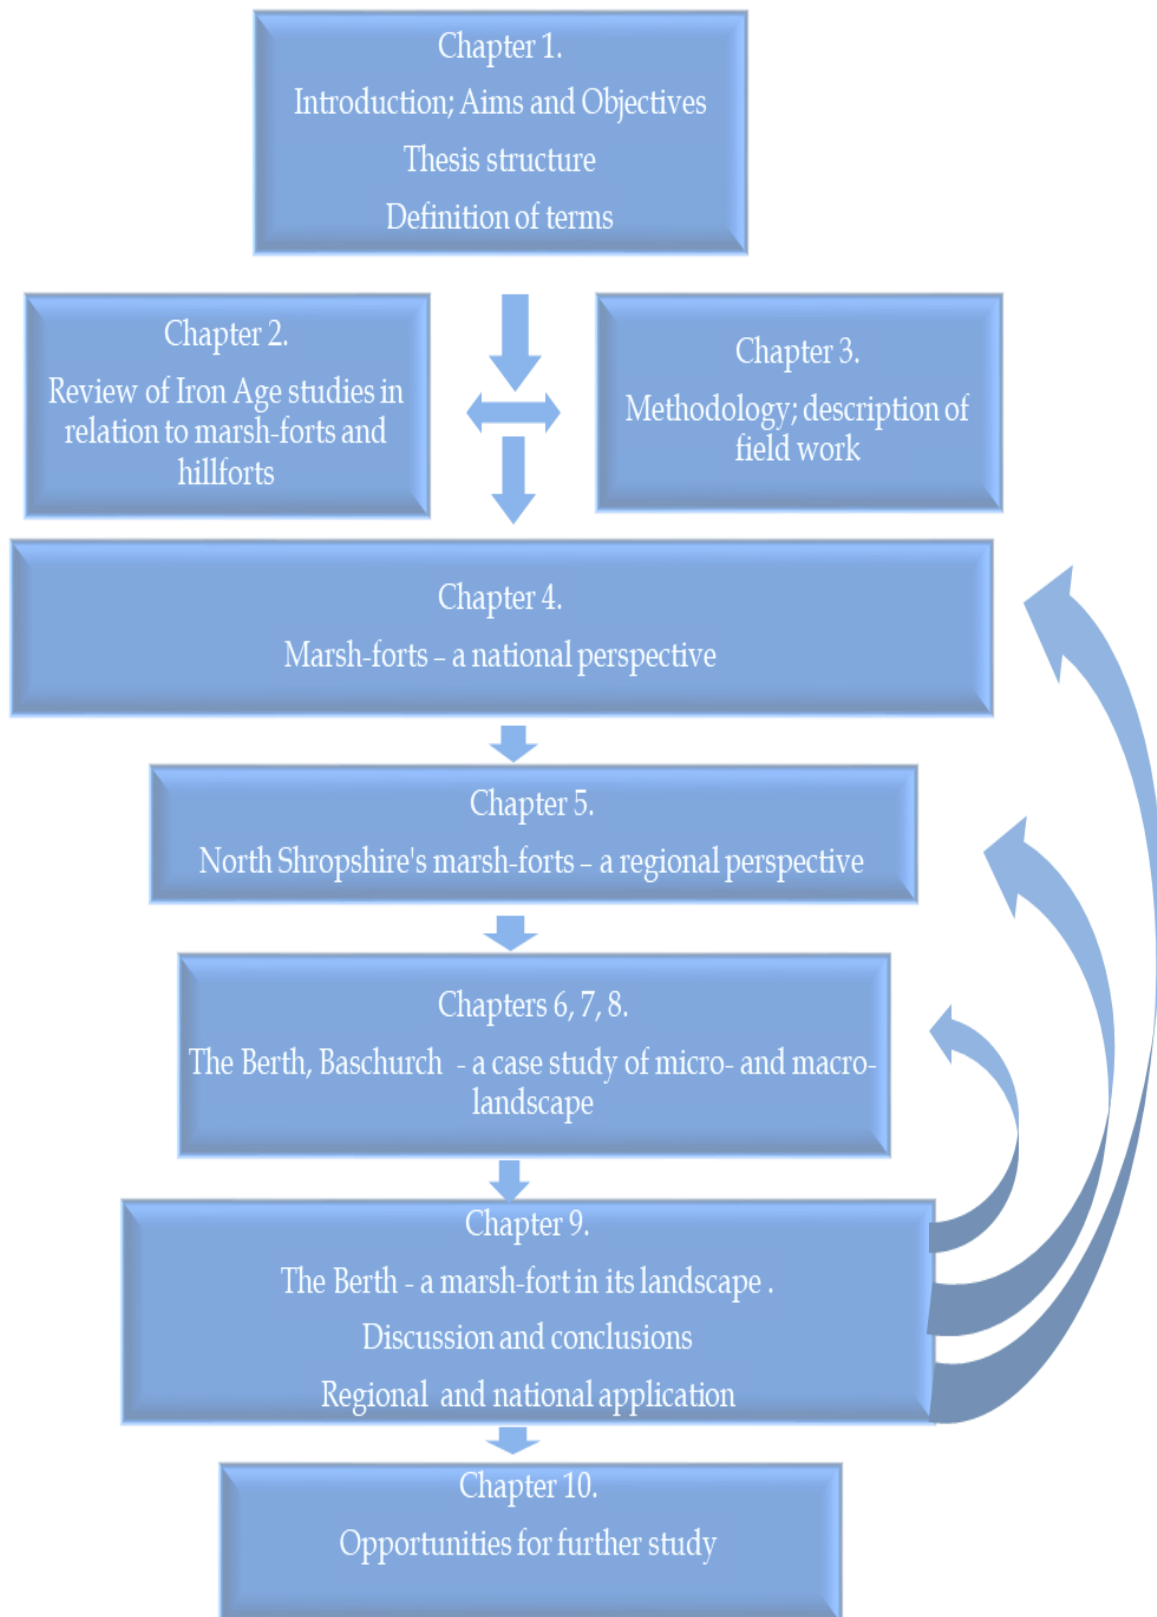 Chapter 1.
Introduction; Aims and Objectives
Thesis structure
Definition of terms
Chapter 2.
Review of Iron Age studies in
relation to marsh-forts and
hillforts
Chapter 3.
Methodology; description of
field work
Chapter 4.
Marsh-forts – a national perspective
Chapter 5.
North Shropshire's marsh-forts – a regional perspective
Chapters 6, 7, 8.
The Berth, Baschurch - a case study of micro- and macro-
landscape
Chapter 9.
The Berth - a marsh-fort in its landscape .
Discussion and conclusions
Regional and national application
Chapter 10.
Opportunities for further study